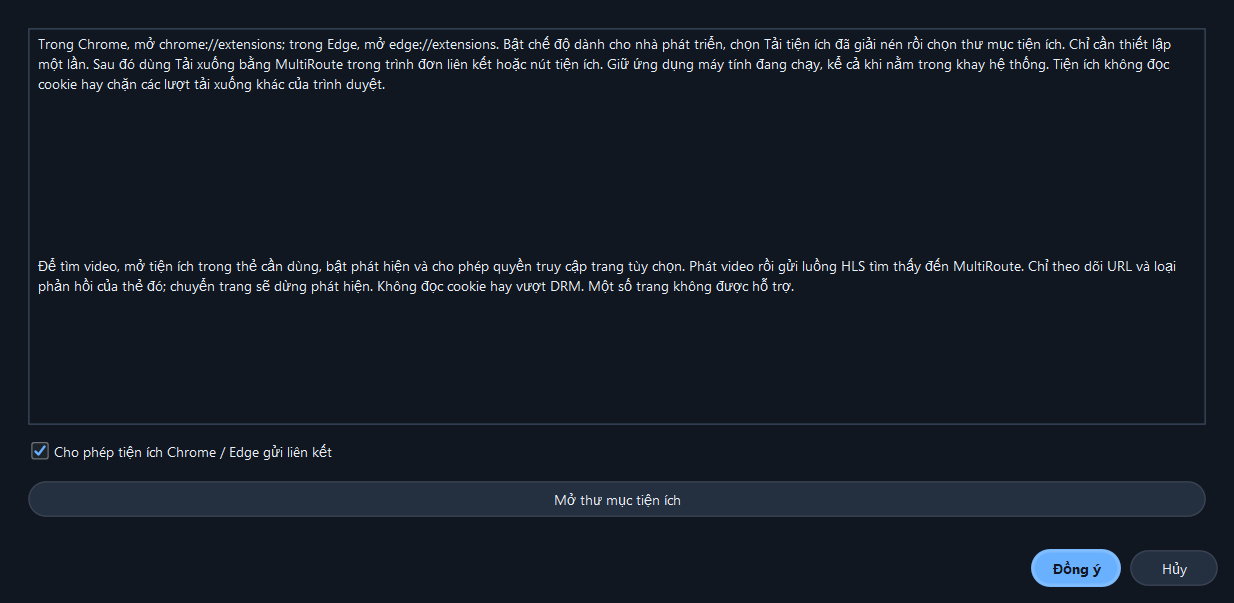 Trong Chrome, mở chrome://extensions; trong Edge, mở edge://extensions. Bật chế độ dành cho nhà phát triển, chọn Tải tiện ích đã giải nén rồi chọn thư mục tiện ích. Chỉ cần thiết lập
một lần. Sau đó dùng Tải xuống bằng MultiRoute trong trình đơn liên kết hoặc nút tiện ích. Giữ ứng dụng máy tính đang chạy, kể cả khi nằm trong khay hệ thống. Tiện ích không đọc
cookie hay chặn các lượt tải xuống khác của trình duyệt.
Để tìm video, mở tiện ích trong thẻ cần dùng, bật phát hiện và cho phép quyền truy cập trang tùy chọn. Phát video rồi gửi luồng HLS tìm thấy đến MultiRoute. Chỉ theo dõi URL và loại
phản hồi của thẻ đó; chuyển trang sẽ dừng phát hiện. Không đọc cookie hay vượt DRM. Một số trang không được hỗ trợ.
Cho phép tiện ích Chrome / Edge gửi liên kết
Mở thư mục tiện ích
Đồng ý
Hủy